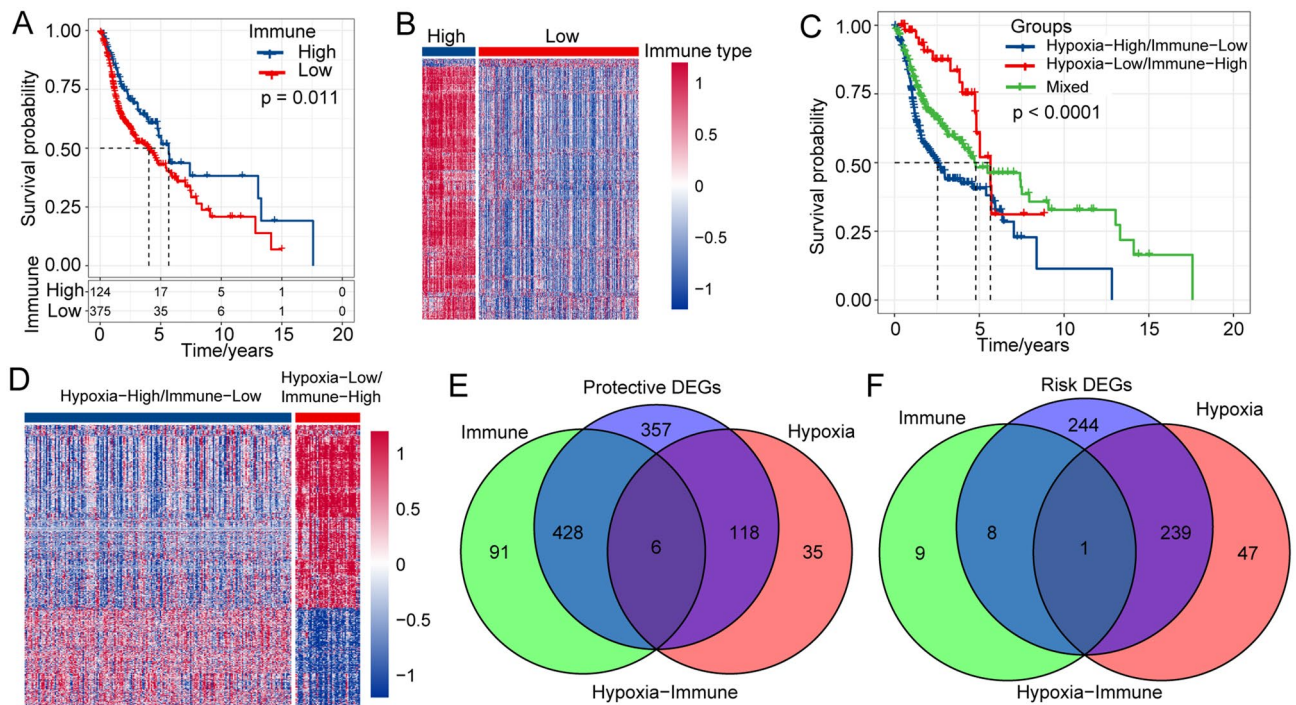 A
Immune
High
Low
p = 0.011
Survival probability
1.00
0.75
0.50
0.25
0.00
Immuune
High 124 17 5 1 0
Low 375 35 6 1 0
0 5 10 15 20
Time/years
B
High Low
Immune type
1
0.5
0
−0.5
−1
C
Groups
Hypoxia−High/Immune−Low
Hypoxia−Low/Immune−High
Mixed
p < 0.0001
Survival probability
1.00
0.75
0.50
0.25
0.00
0 5 10 15 20
Time/years
D
Hypoxia−High/Immune−Low
Hypoxia−Low/
Immune−High
1
0.5
0
−0.5
−1
E
Protective DEGs
Immune
Hypoxia
357
428
118
91
6
35
Hypoxia−Immune
F
Risk DEGs
Immune
Hypoxia
244
8
239
9
1
47
Hypoxia−Immune